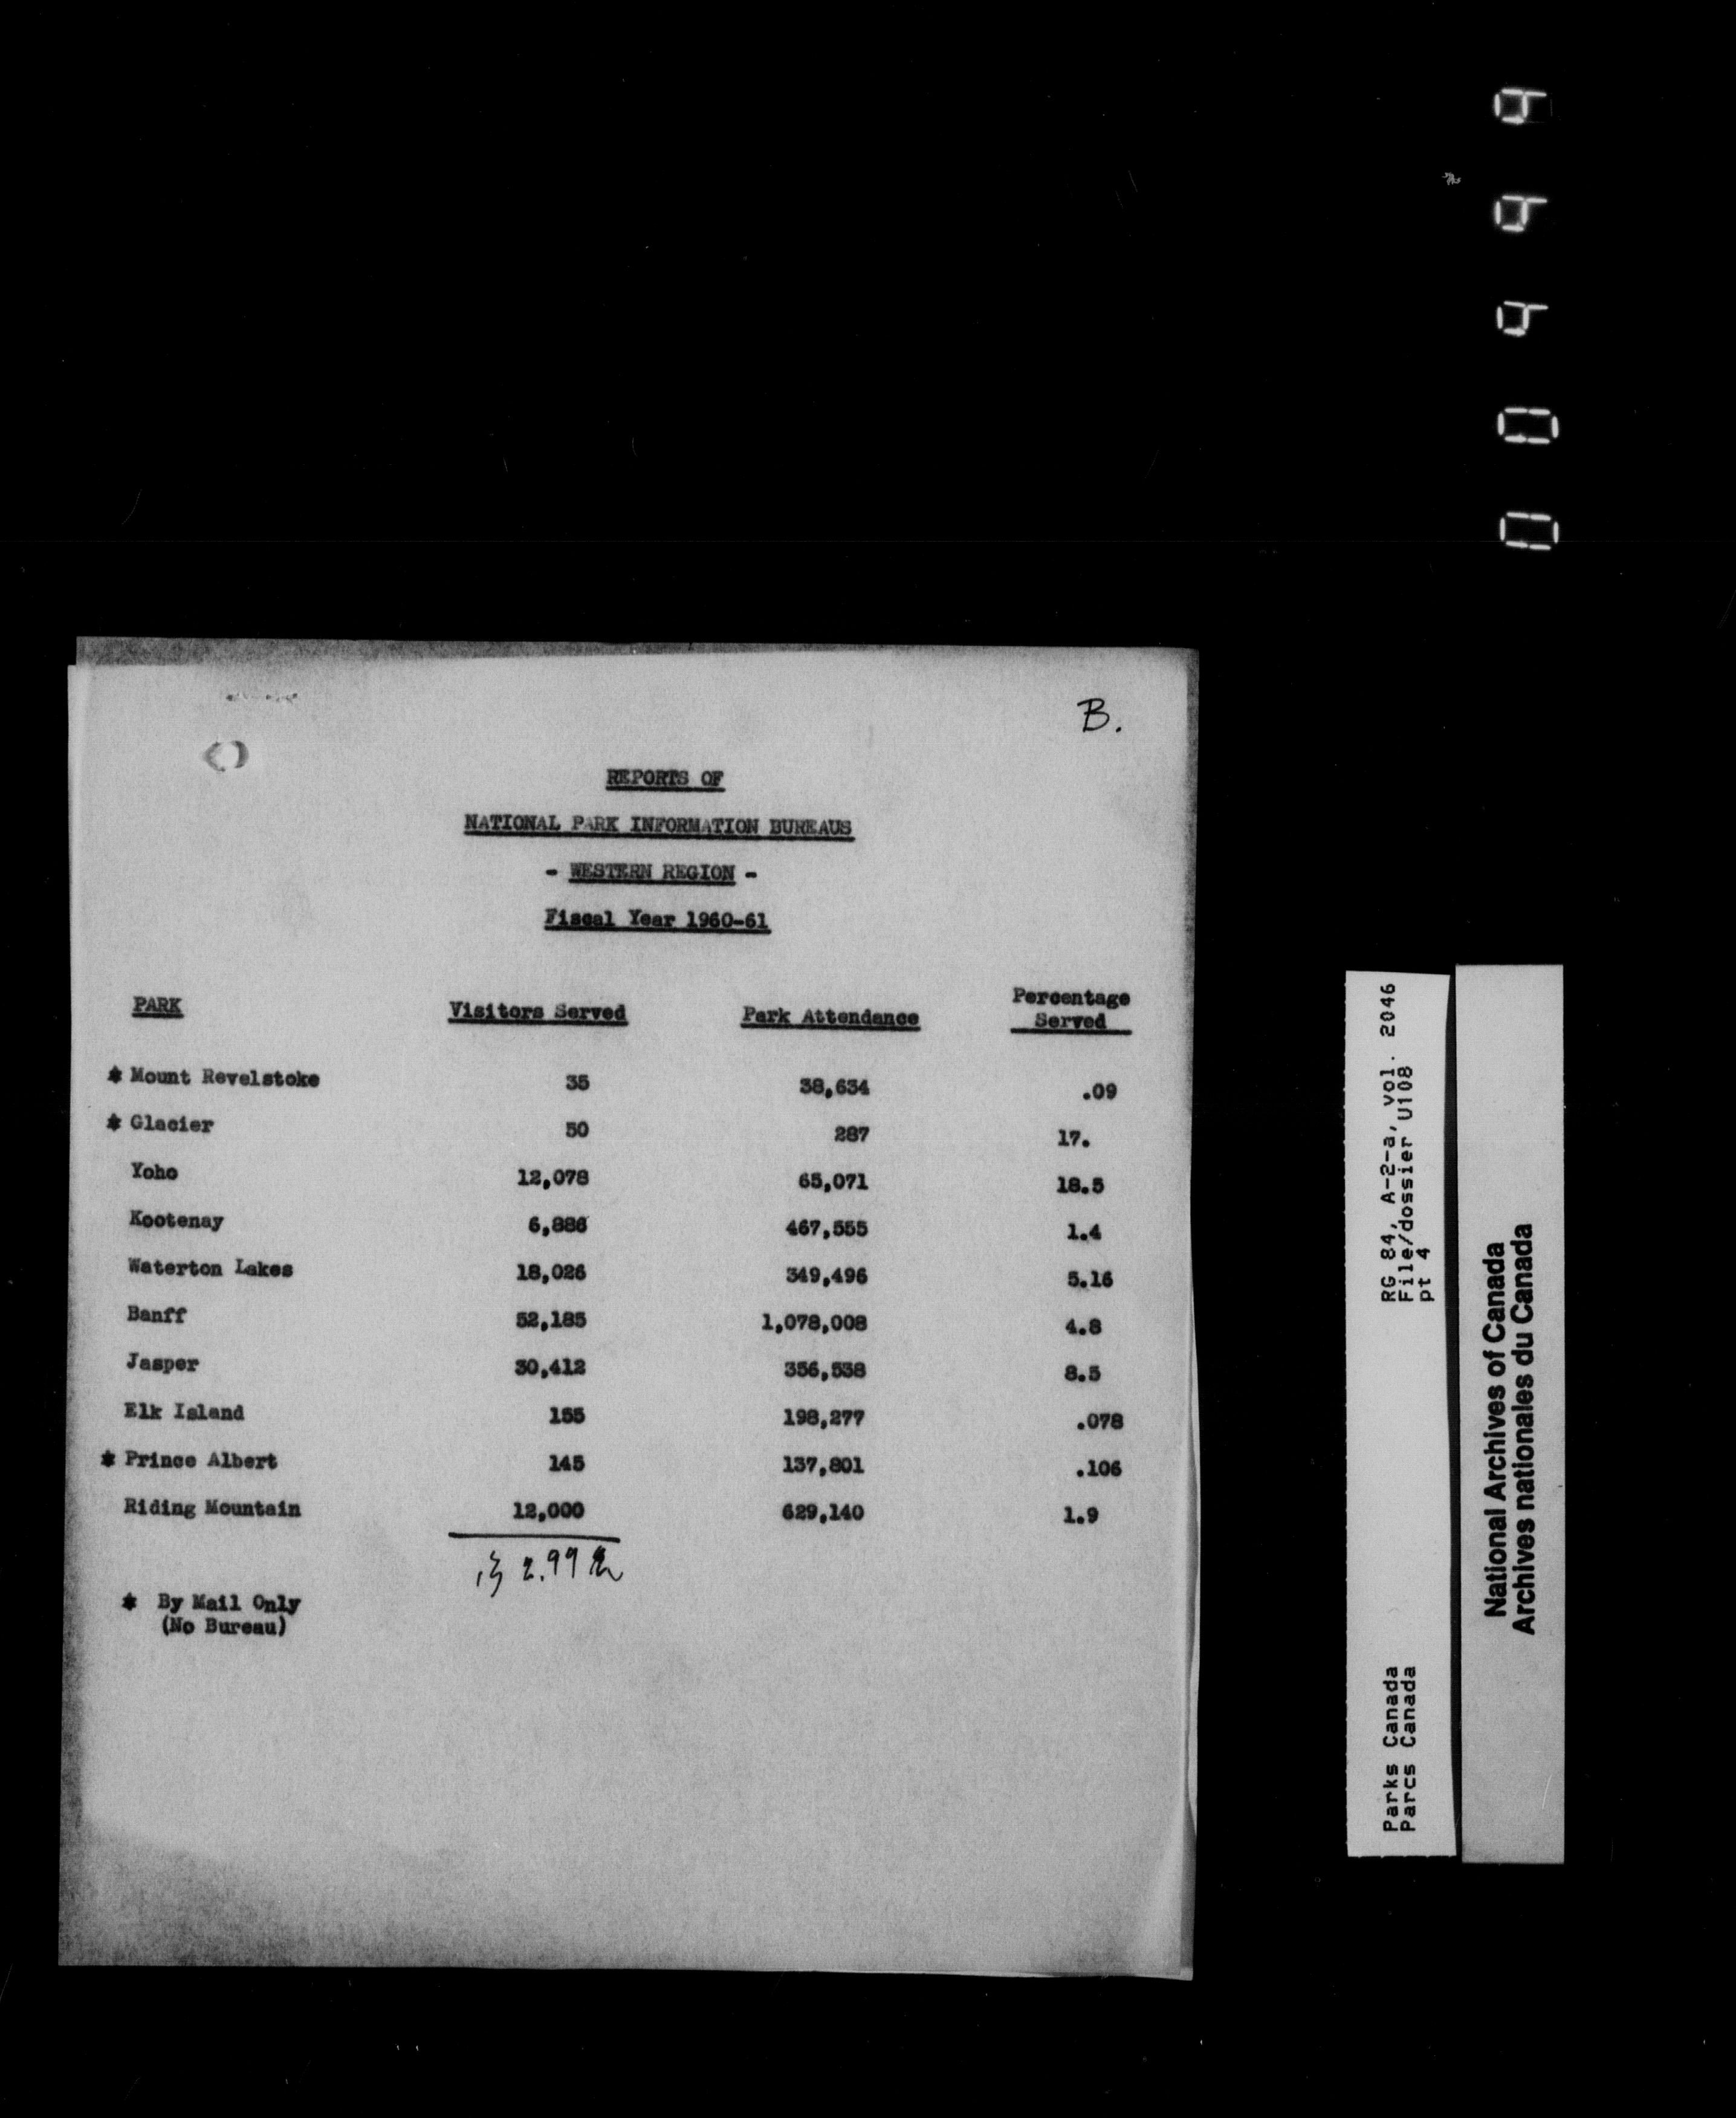 B.
REPORTS OF
NATIONAL PARK INFORMATION BUREAUS
- WESTERN REGION -
Fiscal Year 1960-61
PARK Visitors Served Park Attendance Percentage Served
* Mount Revelstoke 35 38,634 .09
* Glacier 50 287 17.
Yoho 12,078 65,071 18.5
Kootenay 6,886 467,555 1.4
Waterton Lakes 18,026 349,496 5.16
Banff 52,185 1,078,008 4.8
Jasper 30,412 356,538 8.5
Elk Island 155 198,277 .078
* Prince Albert 145 137,801 .106
Riding Mountain 12,000 629,140 1.9
* By Mail Only
(No Bureau)
RG 84, A-2-a, vol. 2046
File/dossier U108
pt 4
Parks Canada
Parcs Canada
National Archives of Canada
Archives nationales du Canada